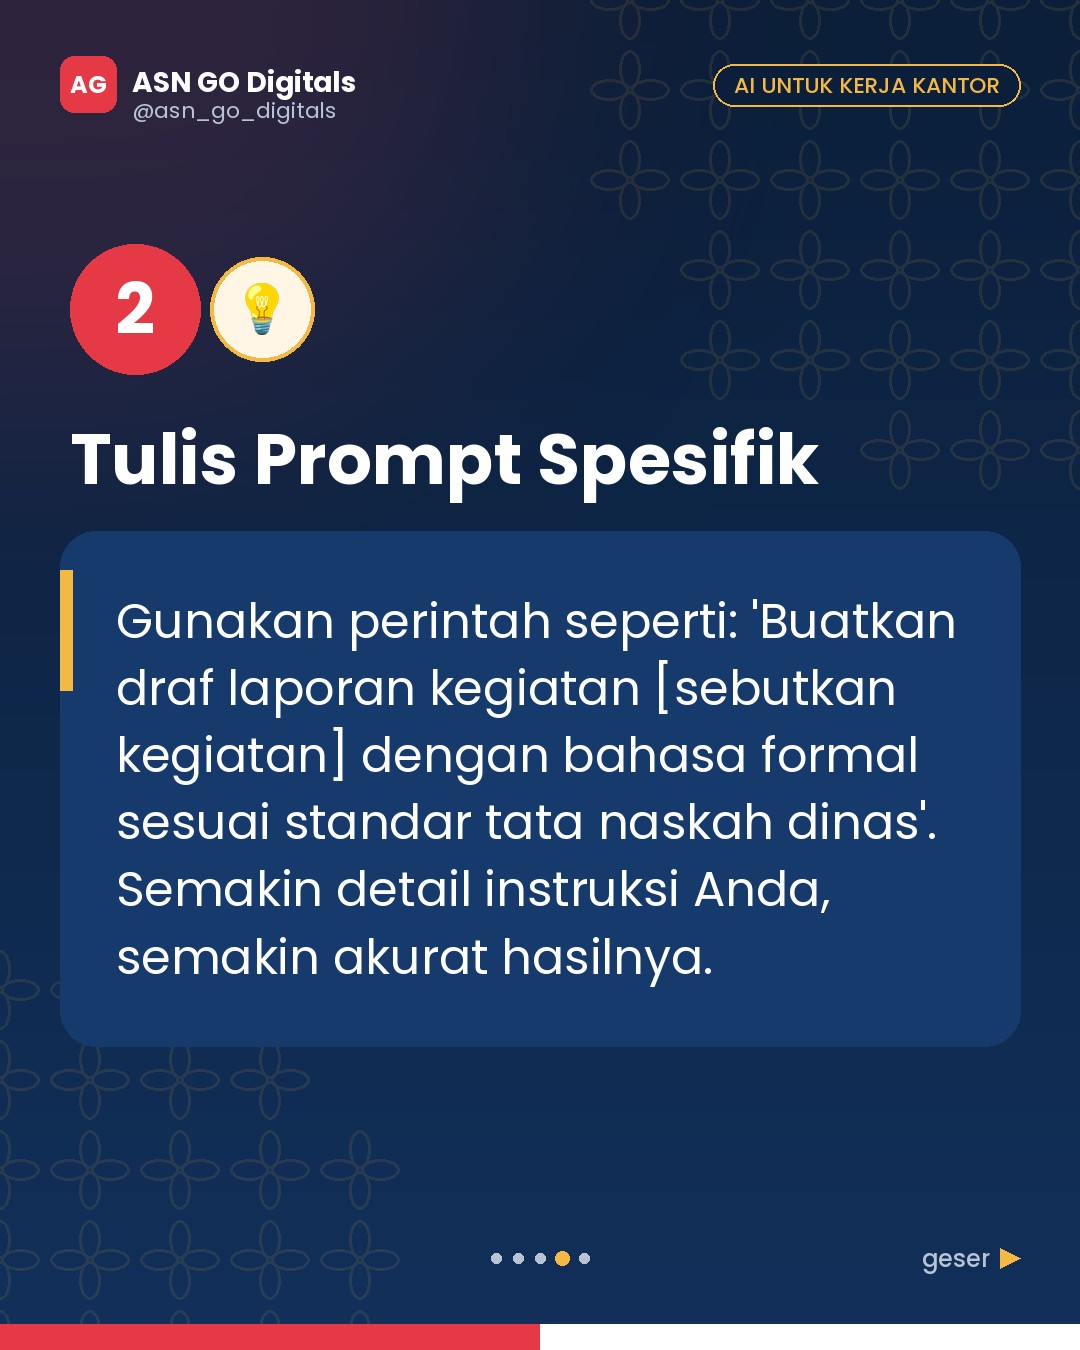 AG
ASN GO Digitals
@asn_go_digitals
AI UNTUK KERJA KANTOR
2
Tulis Prompt Spesifik
Gunakan perintah seperti: 'Buatkan
draf laporan kegiatan [sebutkan
kegiatan] dengan bahasa formal
sesuai standar tata naskah dinas'.
Semakin detail instruksi Anda,
semakin akurat hasilnya.
geser